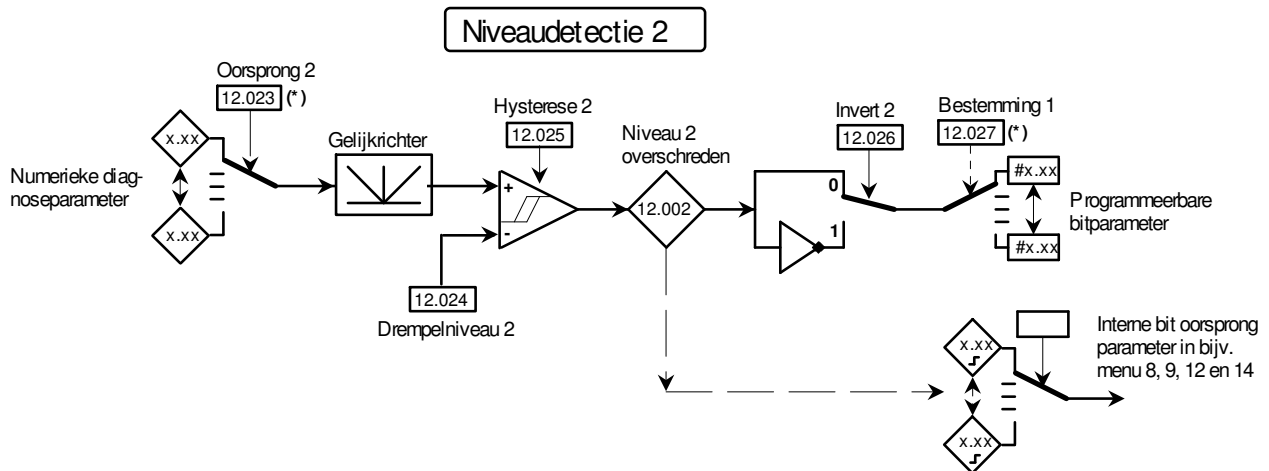 Niveaudetectie 2
Oorsprong 2
12.023 (*)
x.xx
x.xx
Numerieke diag-
noseparameter
Gelijkrichter
Hysterese 2
12.025
+
-
12.024
Drempelniveau 2
Niveau 2
overschreden
12.002
Invert 2
12.026
0
1
Bestemming 1
12.027 (*)
#x.xx
#x.xx
Programmeerbare
bitparameter
x.xx
x.xx
Interne bit oorsprong
parameter in bijv.
menu 8, 9, 12 en 14